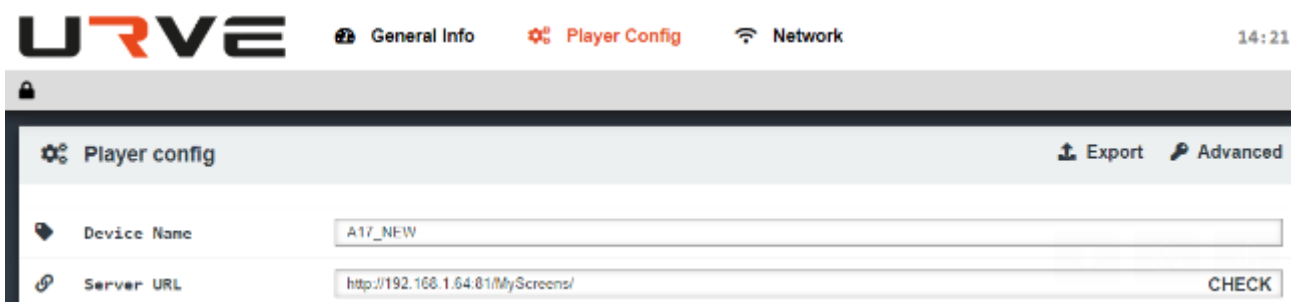 URVE General Info Player Config Network 14:21
Player config Export Advanced
Device Name A17_NEW
Server URL http://192.168.1.64:81/MyScreens/ CHECK